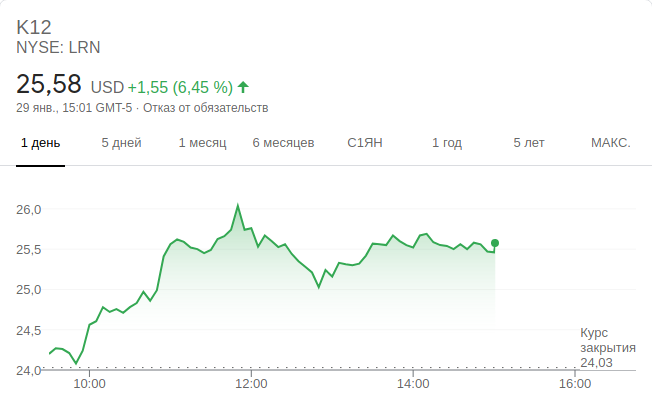 K12
NYSE: LRN
25,58 USD +1,55 (6,45 %)
29 янв., 15:01 GMT-5 · Отказ от обязательств
1 день 5 дней 1 месяц 6 месяцев С1ЯН 1 год 5 лет МАКС.
26,0
25,5
25,0
24,5
24,0
Курс
закрытия
24,03
10:00 12:00 14:00 16:00